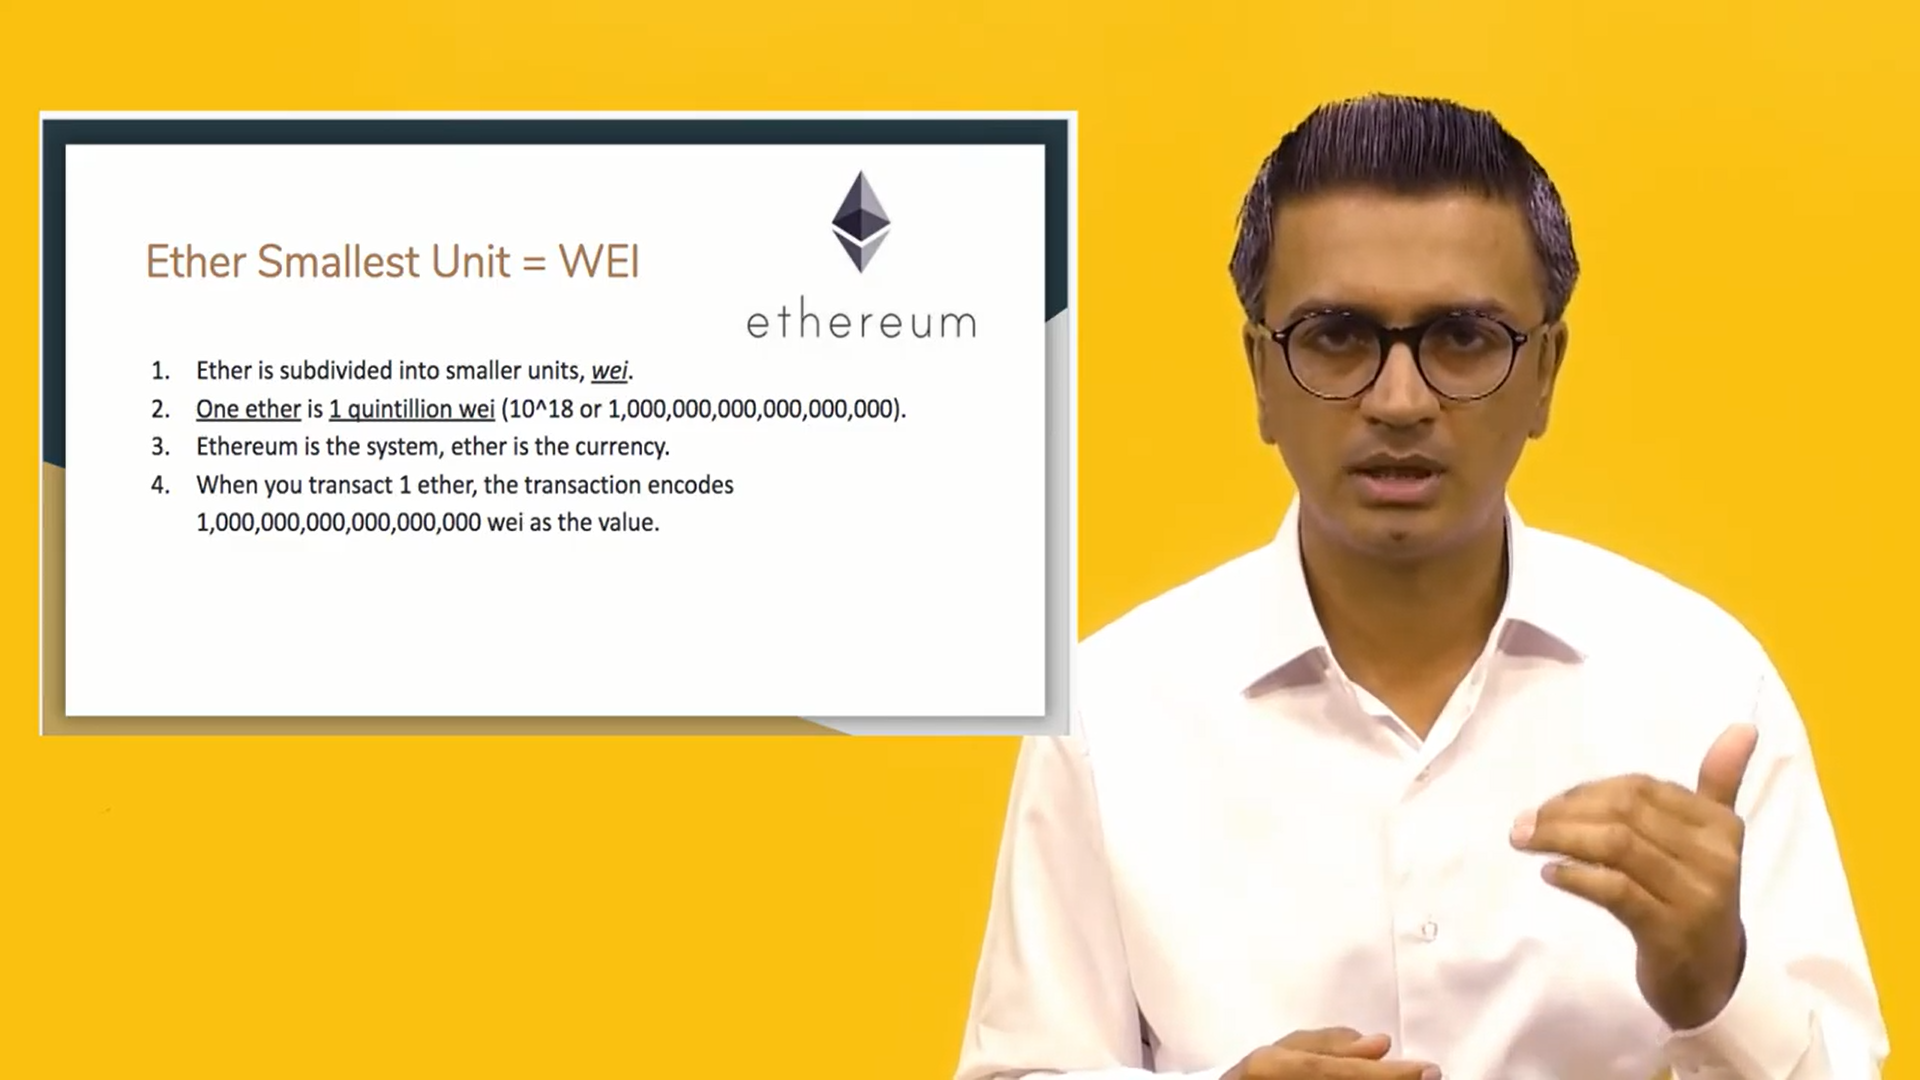 Ether Smallest Unit = WEI
ethereum
1. Ether is subdivided into smaller units, wei.
2. One ether is 1 quintillion wei (10^18 or 1,000,000,000,000,000,000).
3. Ethereum is the system, ether is the currency.
4. When you transact 1 ether, the transaction encodes
1,000,000,000,000,000,000 wei as the value.